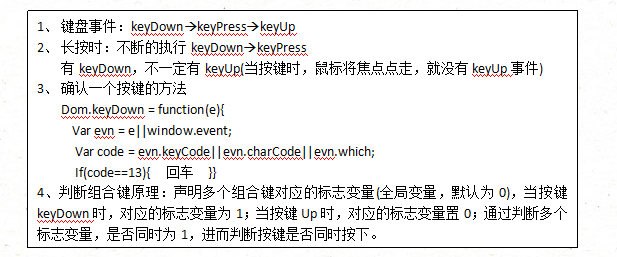 1、 键盘事件：keyDown→keyPress→keyUp
2、 长按时：不断的执行 keyDown→keyPress
有 keyDown，不一定有 keyUp(当按键时，鼠标将焦点点走，就没有 keyUp 事件)
3、 确认一个按键的方法
Dom.keyDown = function(e){
Var evn = e||window.event;
Var code = evn.keyCode||evn.charCode||evn.which;
If(code==13){ 回车 }}
4、判断组合键原理：声明多个组合键对应的标志变量(全局变量，默认为 0)，当按键
keyDown 时，对应的标志变量为 1；当按键 Up 时，对应的标志变量置 0；通过判断多个
标志变量，是否同时为 1，进而判断按键是否同时按下。